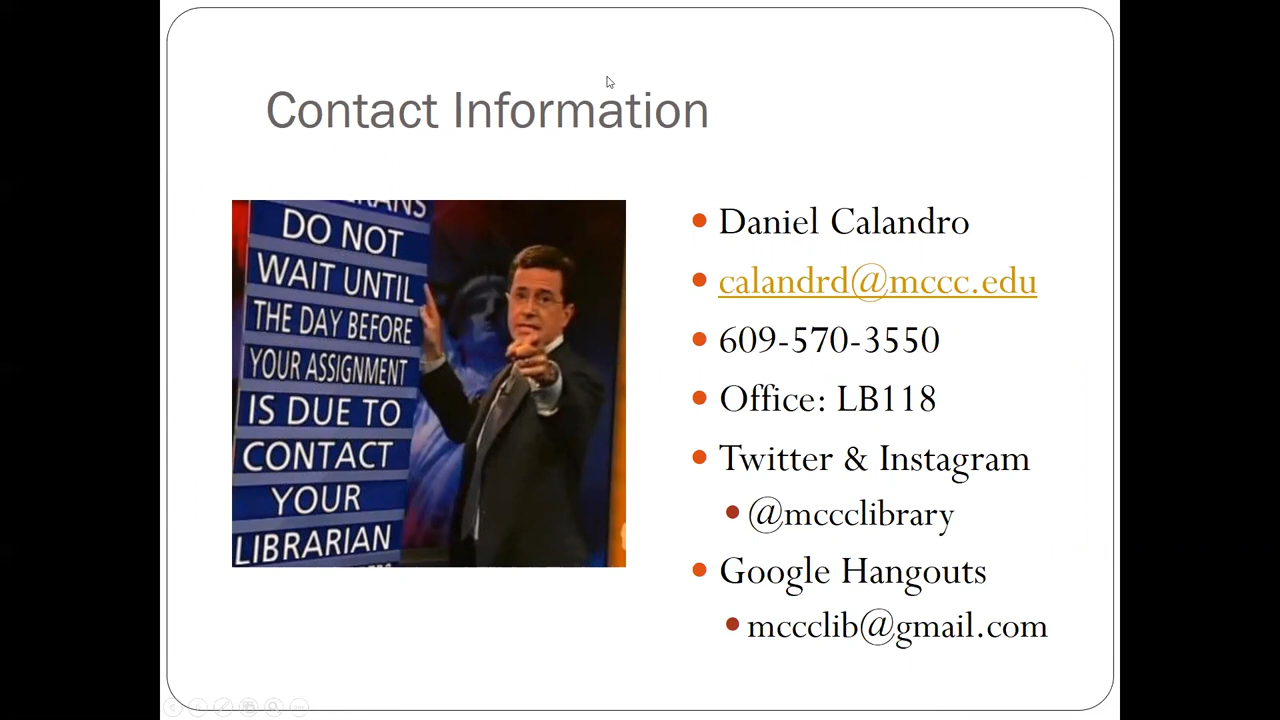 Contact Information
DO NOT
WAIT UNTIL
THE DAY BEFORE
YOUR ASSIGNMENT
IS DUE TO
CONTACT
YOUR
LIBRARIAN
Daniel Calandro
calandrd@mccc.edu
609-570-3550
Office: LB118
Twitter & Instagram
@mccclibrary
Google Hangouts
mccclib@gmail.com